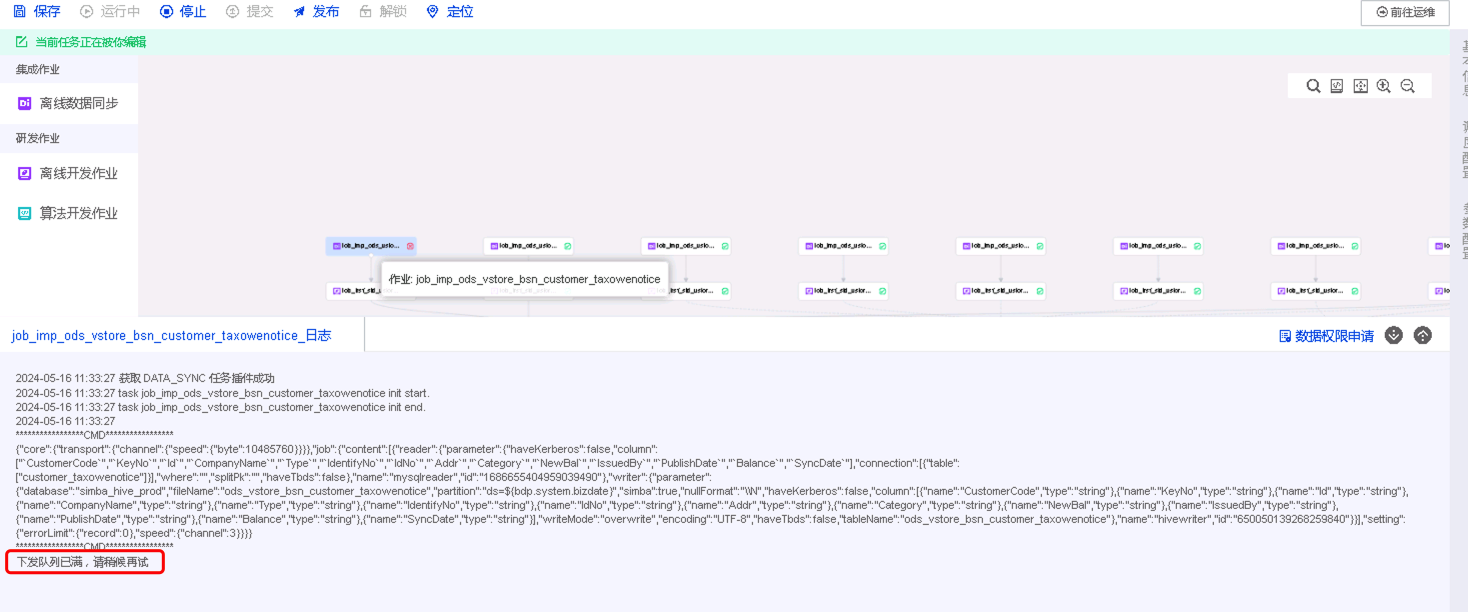 保存 运行中 停止 提交 发布 解锁 定位 前往运维
当前任务正在被你编辑
集成作业
离线数据同步
研发作业
离线开发作业
算法开发作业
作业: job_imp_ods_vstore_bsn_customer_taxowenotice
job_imp_ods_vstore_bsn_customer_taxowenotice_日志
数据权限申请
2024-05-16 11:33:27 获取 DATA_SYNC 任务插件成功
2024-05-16 11:33:27 task job_imp_ods_vstore_bsn_customer_taxowenotice init start.
2024-05-16 11:33:27 task job_imp_ods_vstore_bsn_customer_taxowenotice init end.
2024-05-16 11:33:27
*****************CMD*****************
{"core":{"transport":{"channel":{"speed":{"byte":10485760}}}},"job":{"content":[{"reader":{"parameter":{"haveKerberos":false,"column":
["`CustomerCode`","`KeyNo`","`Id`","`CompanyName`","`Type`","`IdentifyNo`","`IdNo`","`Addr`","`Category`","`NewBal`","`IssuedBy`","`PublishDate`","`Balance`","`SyncDate`"],"connection":[{"table":
["customer_taxowenotice"]}],"where":"","splitPk":"","haveTbds":false},"name":"mysqlreader","id":"1686655404959039490"},"writer":{"parameter":
{"database":"simba_hive_prod","fileName":"ods_vstore_bsn_customer_taxowenotice","partition":"ds=${bdp.system.bizdate}","simba":true,"nullFormat":"\\N","haveKerberos":false,"column":[{"name":"CustomerCode","type":"string"},{"name":"KeyNo","type":"string"},{"name":"Id","type":"string"},
{"name":"CompanyName","type":"string"},{"name":"Type","type":"string"},{"name":"IdentifyNo","type":"string"},{"name":"IdNo","type":"string"},{"name":"Addr","type":"string"},{"name":"Category","type":"string"},{"name":"NewBal","type":"string"},{"name":"IssuedBy","type":"string"},
{"name":"PublishDate","type":"string"},{"name":"Balance","type":"string"},{"name":"SyncDate","type":"string"}],"writeMode":"overwrite","encoding":"UTF-8","haveTbds":false,"tableName":"ods_vstore_bsn_customer_taxowenotice"},"name":"hivewriter","id":"650050139268259840"}}],"setting":
{"errorLimit":{"record":0},"speed":{"channel":3}}}}
*****************CMD*****************
下发队列已满，请稍候再试